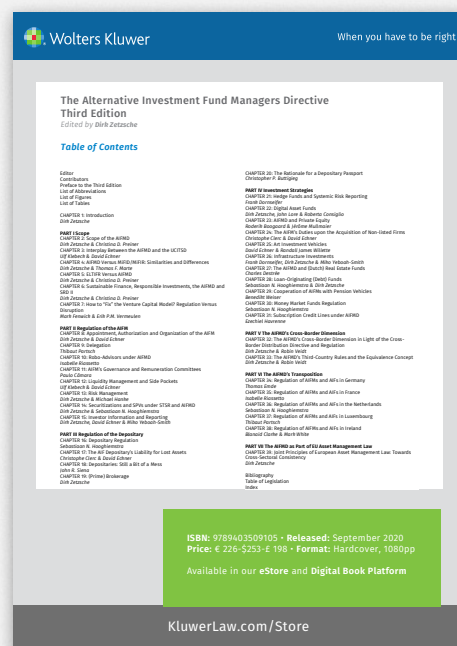 Wolters Kluwer
When you have to be right
The Alternative Investment Fund Managers Directive
Third Edition
Edited by Dirk Zetzsche
Table of Contents
Editor
Contributors
Preface to the Third Edition
List of Abbreviations
List of Figures
List of Tables
CHAPTER 1: Introduction
Dirk Zetzsche
PART I Scope
CHAPTER 2: Scope of the AIFMD
Dirk Zetzsche & Christina D. Preiner
CHAPTER 3: Interplay Between the AIFMD and the UCITSD
Ulf Klebeck & David Eckner
CHAPTER 4: AIFMD Versus MiFID/MiFIR: Similarities and Differences
Dirk Zetzsche & Thomas F. Marte
CHAPTER 5: ELTIFR Versus AIFMD
Dirk Zetzsche & Christina D. Preiner
CHAPTER 6: Sustainable Finance, Responsible Investments, the AIFMD and
SRD II
Dirk Zetzsche & Christina D. Preiner
CHAPTER 7: How to "Fix" the Venture Capital Model? Regulation Versus
Disruption
Mark Fenwick & Erik P.M. Vermeulen
PART II Regulation of the AIFM
CHAPTER 8: Appointment, Authorization and Organization of the AIFM
Dirk Zetzsche & David Eckner
CHAPTER 9: Delegation
Thibaut Partsch
CHAPTER 10: Robo-Advisors under AIFMD
Isabelle Riassetto
CHAPTER 11: AIFM's Governance and Remuneration Committees
Paulo Câmara
CHAPTER 12: Liquidity Management and Side Pockets
Ulf Klebeck & David Eckner
CHAPTER 13: Risk Management
Dirk Zetzsche & Michael Hanke
CHAPTER 14: Securitizations and SPVs under STSR and AIFMD
Dirk Zetzsche & Sebastiaan N. Hooghiemstra
CHAPTER 15: Investor Information and Reporting
Dirk Zetzsche, David Eckner & Miko Yeboah-Smith
PART III Regulation of the Depositary
CHAPTER 16: Depositary Regulation
Sebastiaan N. Hooghiemstra
CHAPTER 17: The AIF Depositary's Liability for Lost Assets
Christophe Clerc & David Eckner
CHAPTER 18: Depositaries: Still a Bit of a Mess
John R. Siena
CHAPTER 19: (Prime) Brokerage
Dirk Zetzsche
CHAPTER 20: The Rationale for a Depositary Passport
Christopher P. Buttigieg
PART IV Investment Strategies
CHAPTER 21: Hedge Funds and Systemic Risk Reporting
Frank Dornseifer
CHAPTER 22: Digital Asset Funds
Dirk Zetzsche, John Lore & Roberta Consiglio
CHAPTER 23: AIFMD and Private Equity
Roderik Boogaard & Jérôme Mullmaier
CHAPTER 24: The AIFM's Duties upon the Acquisition of Non-listed Firms
Christophe Clerc & David Eckner
CHAPTER 25: Art Investment Vehicles
David Eckner & Randall James Willette
CHAPTER 26: Infrastructure Investments
Frank Dornseifer, Dirk Zetzsche & Miko Yeboah-Smith
CHAPTER 27: The AIFMD and (Dutch) Real Estate Funds
Charles Destrée
CHAPTER 28: Loan-Originating (Debt) Funds
Sebastiaan N. Hooghiemstra & Dirk Zetzsche
CHAPTER 29: Cooperation of AIFMs with Pension Vehicles
Benedikt Weiser
CHAPTER 30: Money Market Funds Regulation
Sebastiaan N. Hooghiemstra
CHAPTER 31: Subscription Credit Lines under AIFMD
Ezechiel Havrenne
PART V The AIFMD's Cross-Border Dimension
CHAPTER 32: The AIFMD's Cross-Border Dimension in Light of the Cross-
Border Distribution Directive and Regulation
Dirk Zetzsche & Robin Veidt
CHAPTER 33: The AIFMD's Third-Country Rules and the Equivalence Concept
Dirk Zetzsche & Robin Veidt
PART VI The AIFMD's Transposition
CHAPTER 34: Regulation of AIFMs and AIFs in Germany
Thomas Emde
CHAPTER 35: Regulation of AIFMs and AIFs in France
Isabelle Riassetto
CHAPTER 36: Regulation of AIFMs and AIFs in the Netherlands
Sebastiaan N. Hooghiemstra
CHAPTER 37: Regulation of AIFMs and AIFs in Luxembourg
Thibaut Partsch
CHAPTER 38: Regulation of AIFMs and AIFs in Ireland
Blanaid Clarke & Mark White
PART VII The AIFMD as Part of EU Asset Management Law
CHAPTER 39: Joint Principles of European Asset Management Law: Towards
Cross-Sectoral Consistency
Dirk Zetzsche
Bibliography
Table of Legislation
Index
ISBN: 9789403509105 • Released: September 2020
Price: € 226-$253-£ 198 • Format: Hardcover, 1080pp
Available in our eStore and Digital Book Platform
KluwerLaw.com/Store